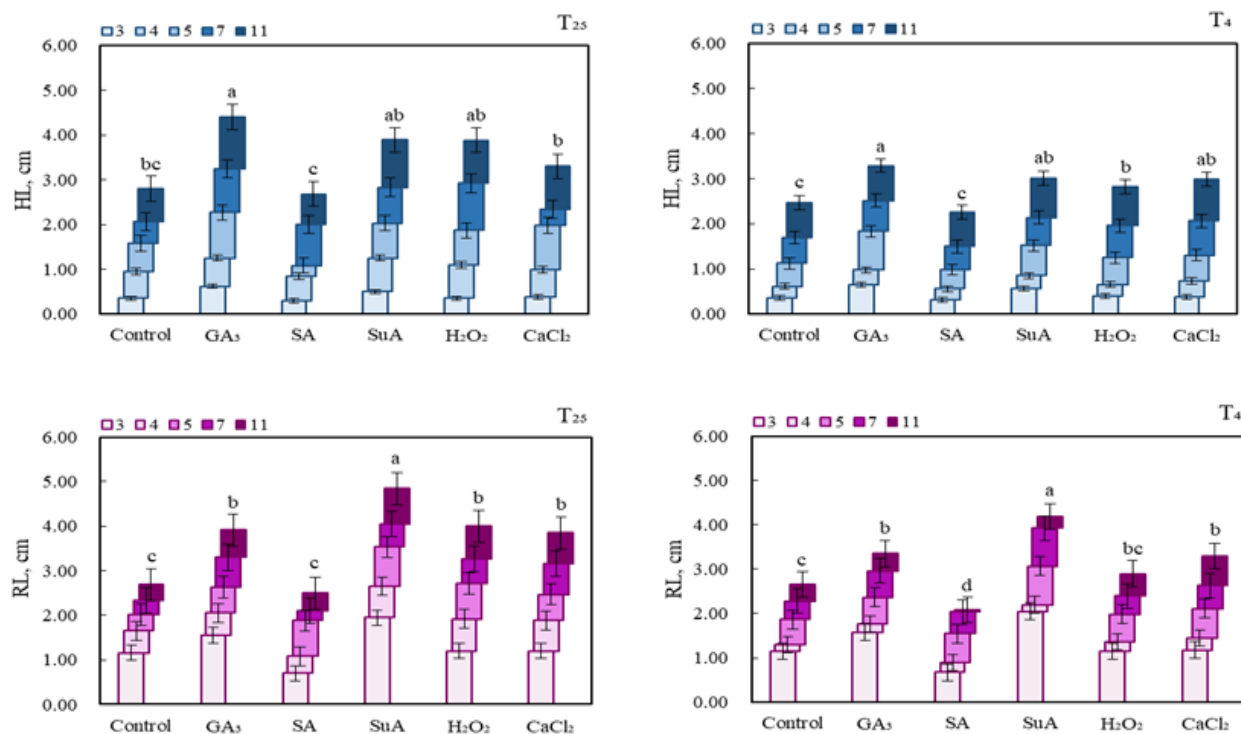 T₂₅
3 4 5 7 11
6.00
5.00
4.00
3.00
2.00
1.00
0.00
HL, cm
a
ab
ab
bc
b
c
Control GA₃ SA SuA H₂O₂ CaCl₂
T₄
3 4 5 7 11
6.00
5.00
4.00
3.00
2.00
1.00
0.00
HL, cm
a
ab
b
ab
c
c
Control GA₃ SA SuA H₂O₂ CaCl₂
T₂₅
3 4 5 7 11
6.00
5.00
4.00
3.00
2.00
1.00
0.00
RL, cm
a
b
b
b
c
c
Control GA₃ SA SuA H₂O₂ CaCl₂
T₄
3 4 5 7 11
6.00
5.00
4.00
3.00
2.00
1.00
0.00
RL, cm
a
b
b
bc
c
d
Control GA₃ SA SuA H₂O₂ CaCl₂